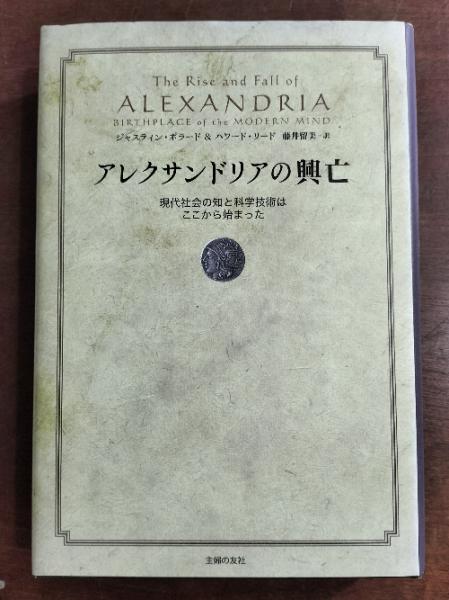 The Rise and Fall of
ALEXANDRIA
BIRTHPLACE of the MODERN MIND
ジャスティン・ポラード & ハワード・リード 藤井留美=訳
アレクサンドリアの興亡
現代社会の知と科学技術は
ここから始まった
主婦の友社